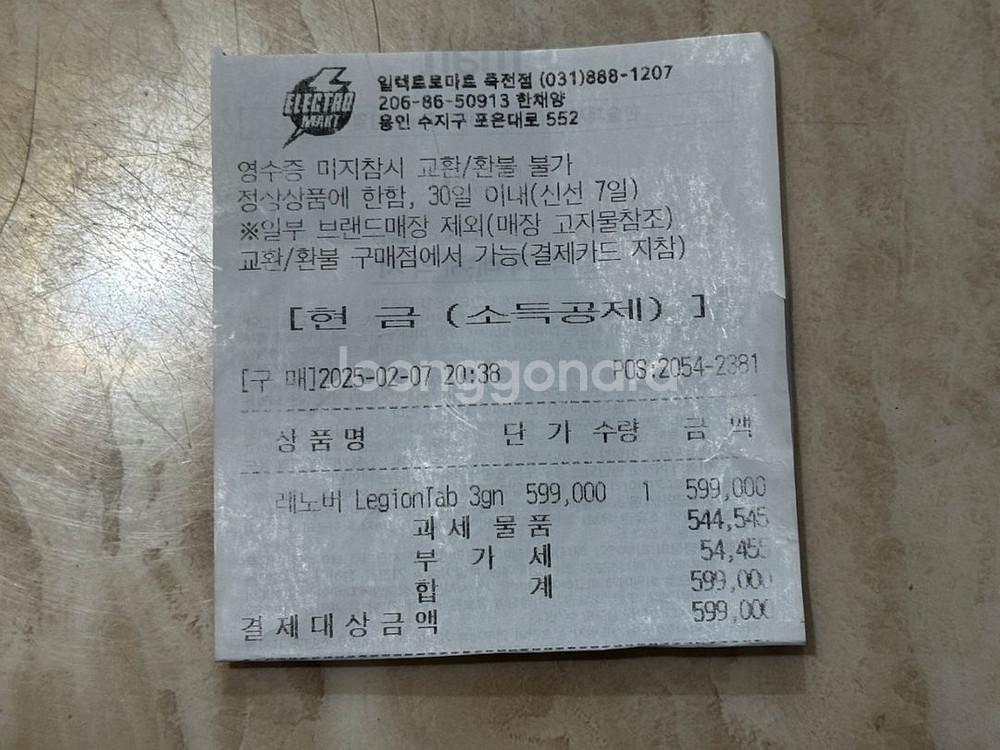 ELECTRO
MART
일렉트로마트 죽전점 (031)888-1207
206-86-50913 한채양
용인 수지구 포은대로 552
영수증 미지참시 교환/환불 불가
정상상품에 한함, 30일 이내(신선 7일)
※일부 브랜드매장 제외(매장 고지물참조)
교환/환불 구매점에서 가능(결제카드 지참)
[현 금 (소득공제) ]
joonggonara
[구 매]2025-02-07 20:38 POS:2054-2381
상품명 단 가 수량 금 액
레노버 LegionTab 3gn 599,000 1 599,000
과세 물품 544,545
부 가 세 54,455
합 계 599,000
결제대상금액 599,000